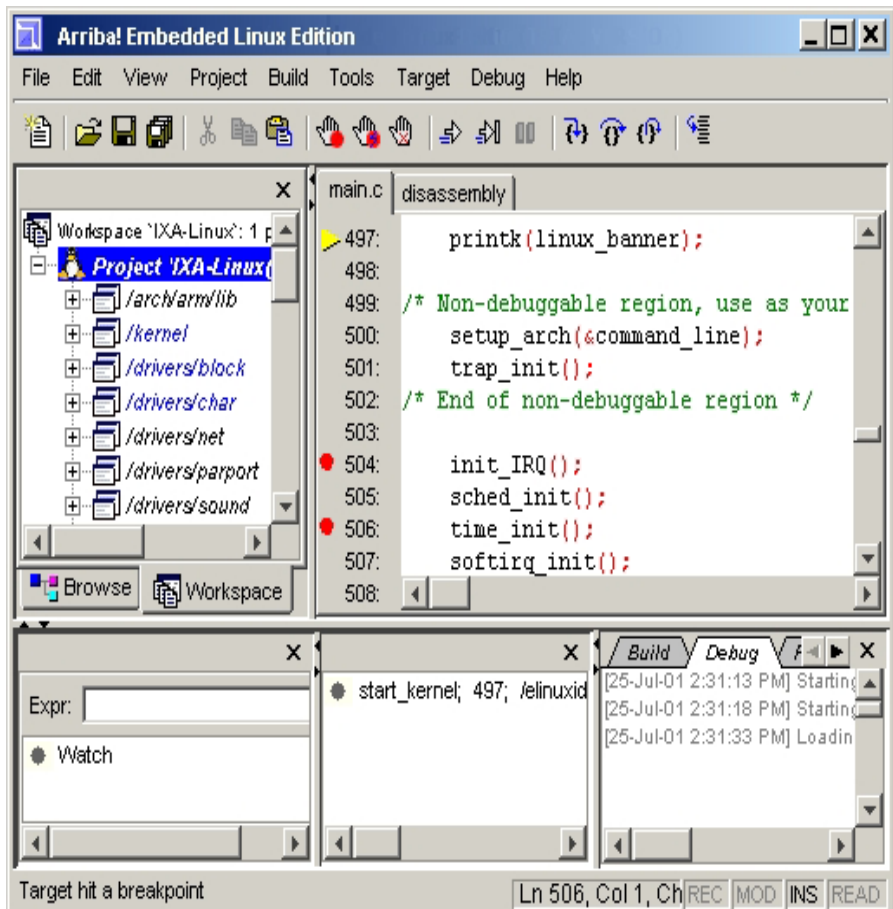 Arriba! Embedded Linux Edition
File Edit View Project Build Tools Target Debug Help
Workspace 'IXA-Linux': 1 p
Project 'IXA-Linux(
/arch/arm/lib
/kernel
/drivers/block
/drivers/char
/drivers/net
/drivers/parport
/drivers/sound
Browse Workspace
main.c disassembly
497: printk(linux_banner);
498:
499: /* Non-debuggable region, use as your
500: setup_arch(&command_line);
501: trap_init();
502: /* End of non-debuggable region */
503:
504: init_IRQ();
505: sched_init();
506: time_init();
507: softirq_init();
508:
Expr:
Watch
start_kernel; 497; /elinuxid
Build Debug
[25-Jul-01 2:31:13 PM] Starting
[25-Jul-01 2:31:18 PM] Starting
[25-Jul-01 2:31:33 PM] Loadin
Target hit a breakpoint
Ln 506, Col 1, Ch REC MOD INS READ